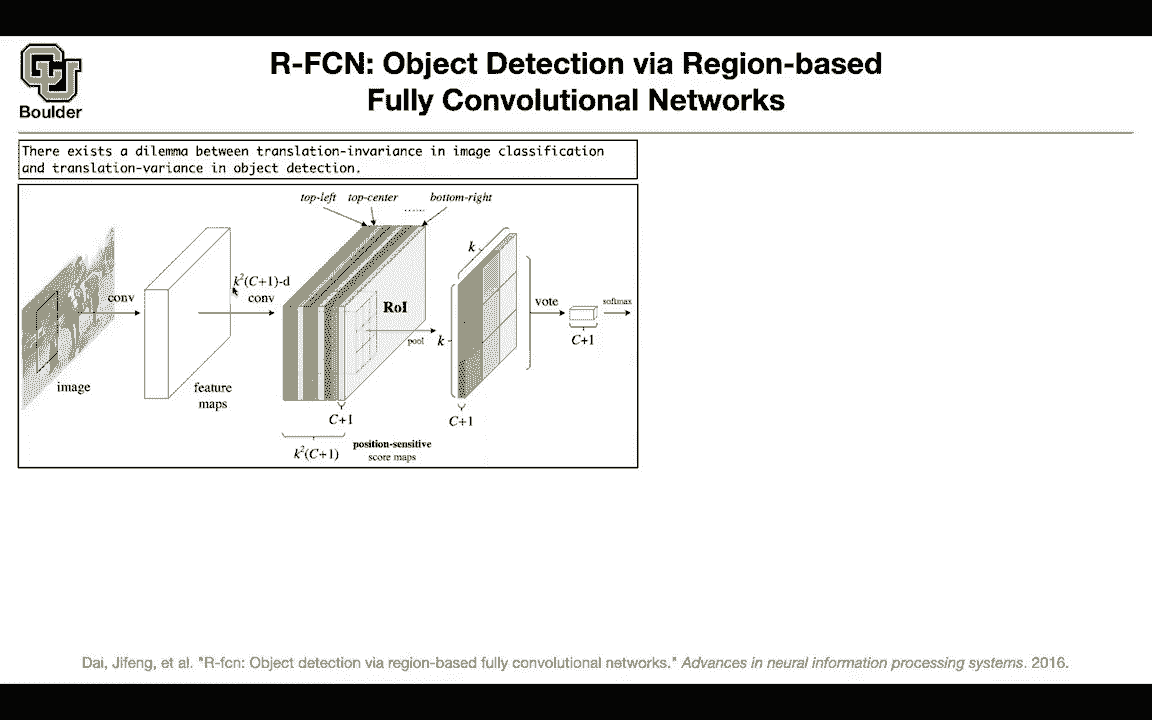 Boulder
R-FCN: Object Detection via Region-based
Fully Convolutional Networks
There exists a dilemma between translation-invariance in image classification
and translation-variance in object detection.
top-left top-center ...... bottom-right
k
k²(C+1)-d
conv
conv
RoI
pool
k
vote
softmax
C+1
image
feature
maps
C+1
C+1
k²(C+1)
position-sensitive
score maps
Dai, Jifeng, et al. "R-fcn: Object detection via region-based fully convolutional networks." Advances in neural information processing systems. 2016.